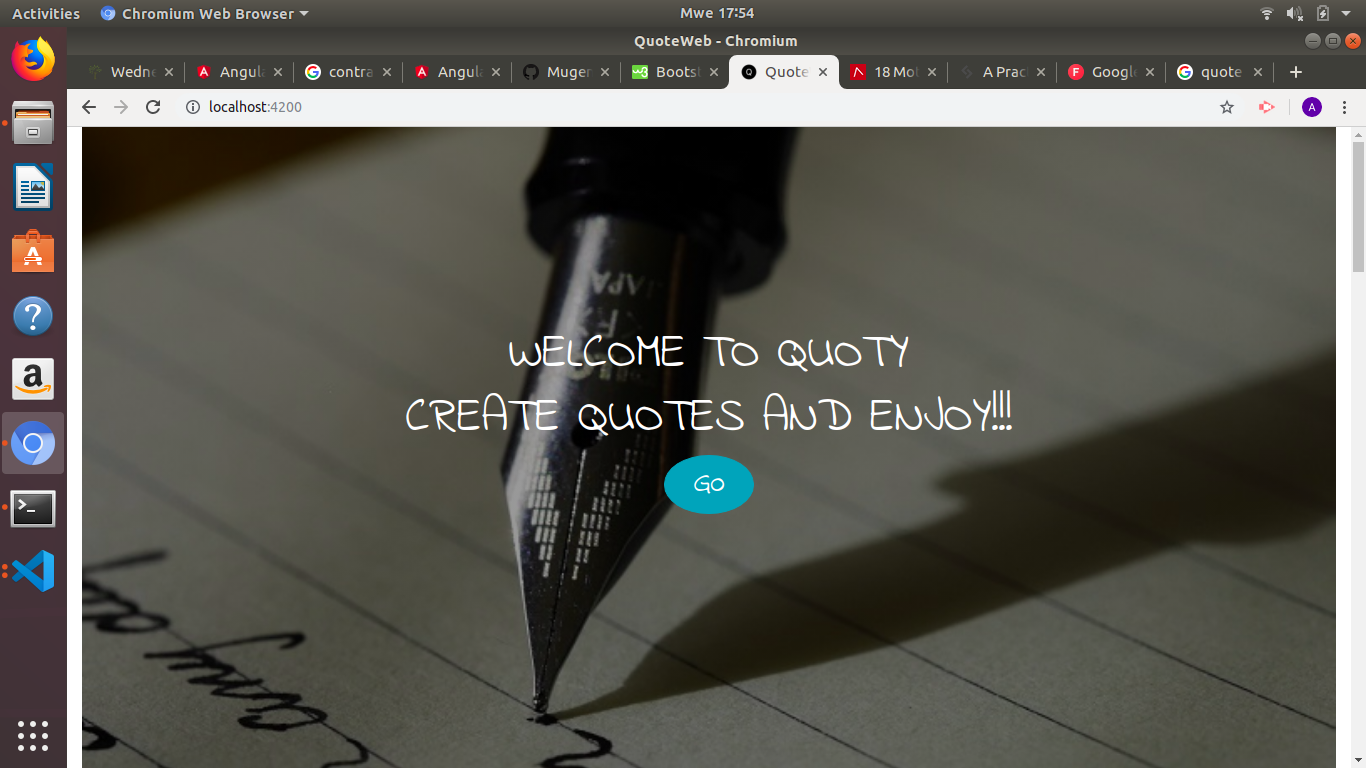 Activities
Chromium Web Browser
Mwe 17:54
QuoteWeb - Chromium
Wedne
Angula
contra
Angula
Muger
Bootst
Quote
18 Mot
A Prac
Google
quote
localhost:4200
A
WELCOME TO QUOTY
CREATE QUOTES AND ENJOY!!!
GO